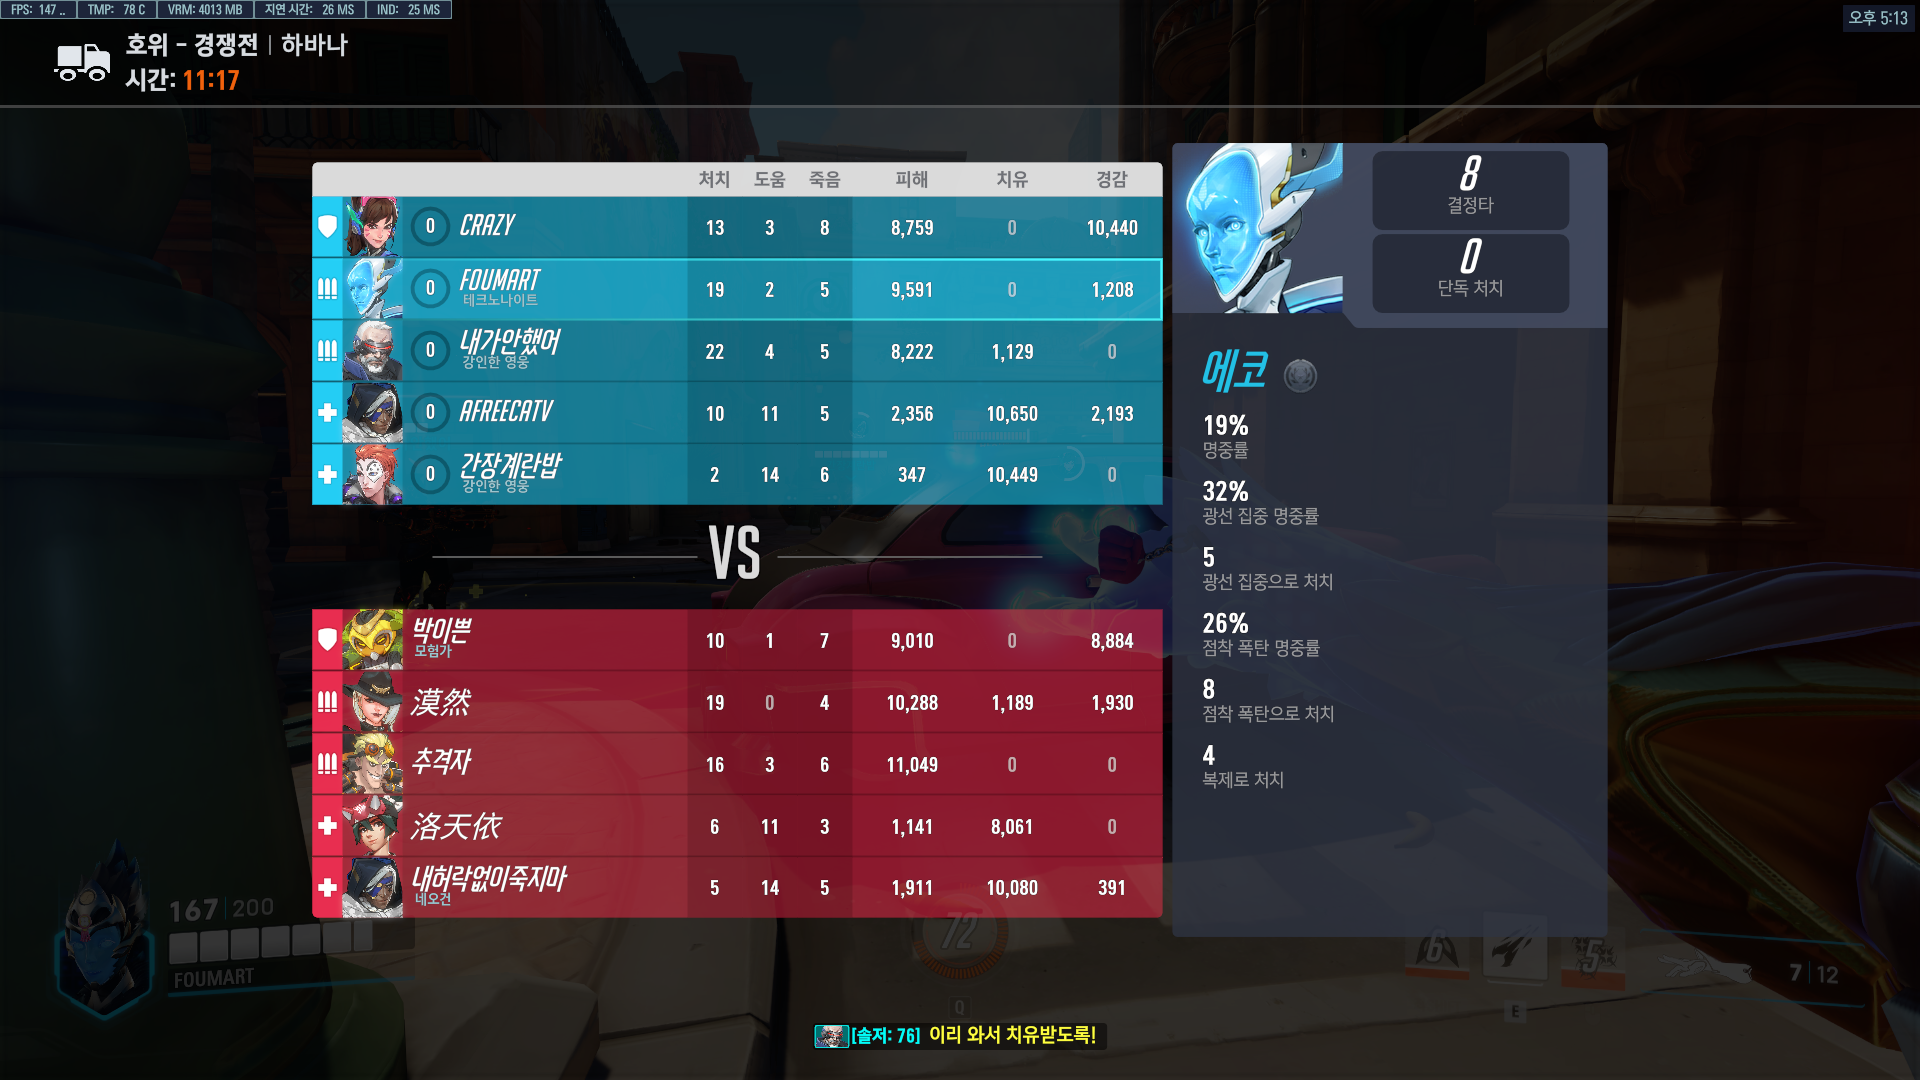 FPS: 147 .. TMP: 78 C VRM: 4013 MB 지연 시간: 26 MS IND: 25 MS
오후 5:13
호위 - 경쟁전 | 하바나
시간: 11:17
처치 도움 죽음 피해 치유 경감
0 CRAZY 13 3 8 8,759 0 10,440
0 FOUMART 19 2 5 9,591 0 1,208
테크노나이트
0 내가안했어 22 4 5 8,222 1,129 0
강인한 영웅
0 AFREECATV 10 11 5 2,356 10,650 2,193
0 간장계란밥 2 14 6 347 10,449 0
강인한 영웅
VS
박이쁜 10 1 7 9,010 0 8,884
모험가
漠然 19 0 4 10,288 1,189 1,930
추격자 16 3 6 11,049 0 0
洛天依 6 11 3 1,141 8,061 0
내허락없이죽지마 5 14 5 1,911 10,080 391
네오건
8
결정타
0
단독 처치
에코
19%
명중률
32%
광선 집중 명중률
5
광선 집중으로 처치
26%
점착 폭탄 명중률
8
점착 폭탄으로 처치
4
복제로 처치
167 | 200
FOUMART
72
Q
6
5
E
7 | 12
[솔저: 76] 이리 와서 치유받도록!